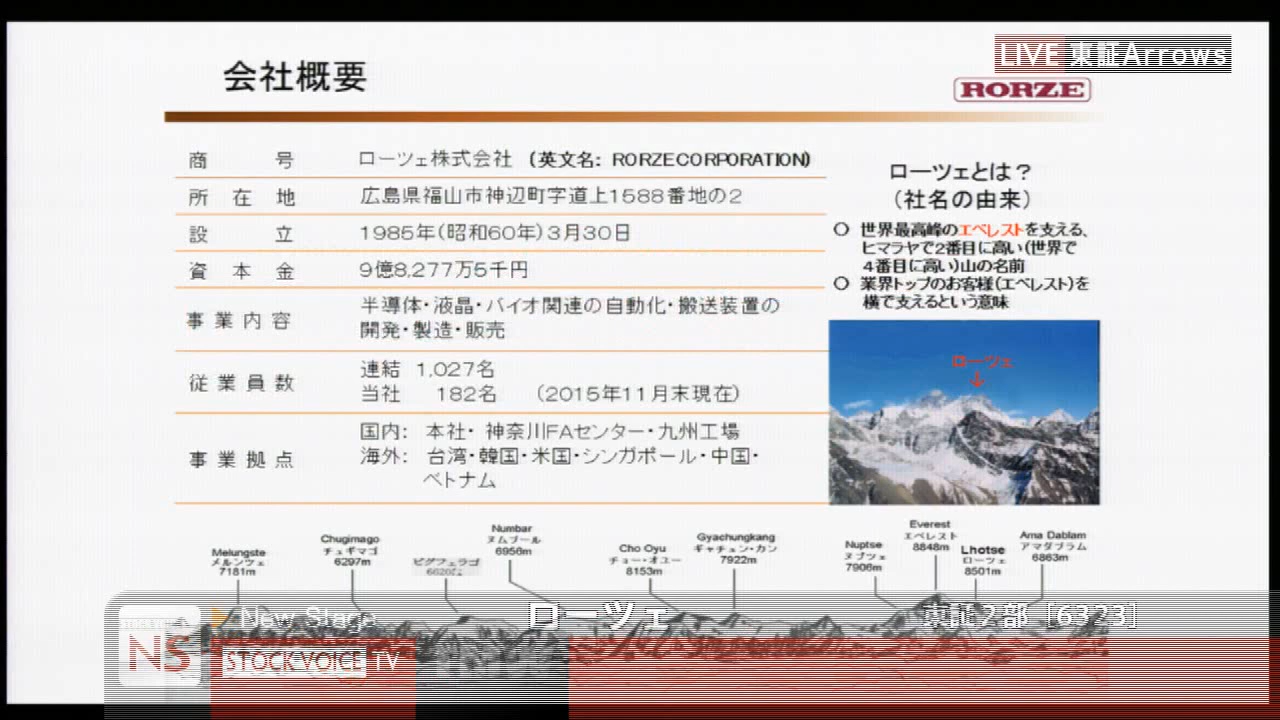 LIVE 東証Arrows
会社概要
RORZE
商号 ローツェ株式会社 (英文名: RORZE CORPORATION)
所在地 広島県福山市神辺町字道上1588番地の2
設立 1985年(昭和60年)3月30日
資本金 9億8,277万5千円
事業内容 半導体・液晶・バイオ関連の自動化・搬送装置の
開発・製造・販売
従業員数 連結 1,027名
当社 182名 (2015年11月末現在)
事業拠点 国内: 本社・神奈川FAセンター・九州工場
海外: 台湾・韓国・米国・シンガポール・中国・
ベトナム
ローツェとは?
(社名の由来)
○ 世界最高峰のエベレストを支える、
ヒマラヤで2番目に高い(世界で
4番目に高い)山の名前
○ 業界トップのお客様(エベレスト)を
横で支えるという意味
ローツェ
↓
Melungste
メルンツェ
7181m
Chugimago
チュギマゴ
6297m
ピグフェラゴ
Numbar
ヌムブール
6956m
Cho Oyu
チョー・オユー
8153m
Gyachungkang
ギャチュン・カン
7922m
Nuptse
ヌプツェ
7906m
Everest
エベレスト
8848m
Lhotse
ローツェ
8501m
Ama Dablam
アマダブラム
6863m
STOCK VOICE
NS
New Stage
STOCKVOICE TV
ローツェ
東証2部 [6323]